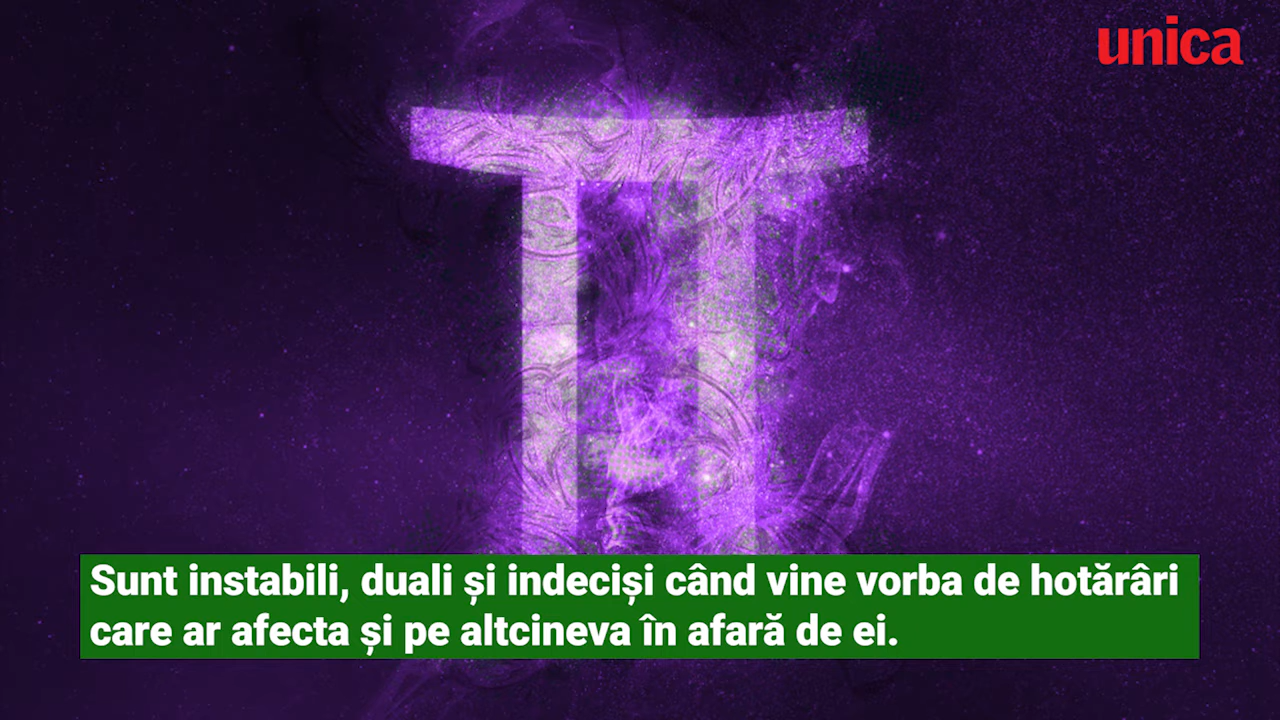 unica
Sunt instabili, duali și indeciși când vine vorba de hotărâri
care ar afecta și pe altcineva în afară de ei.